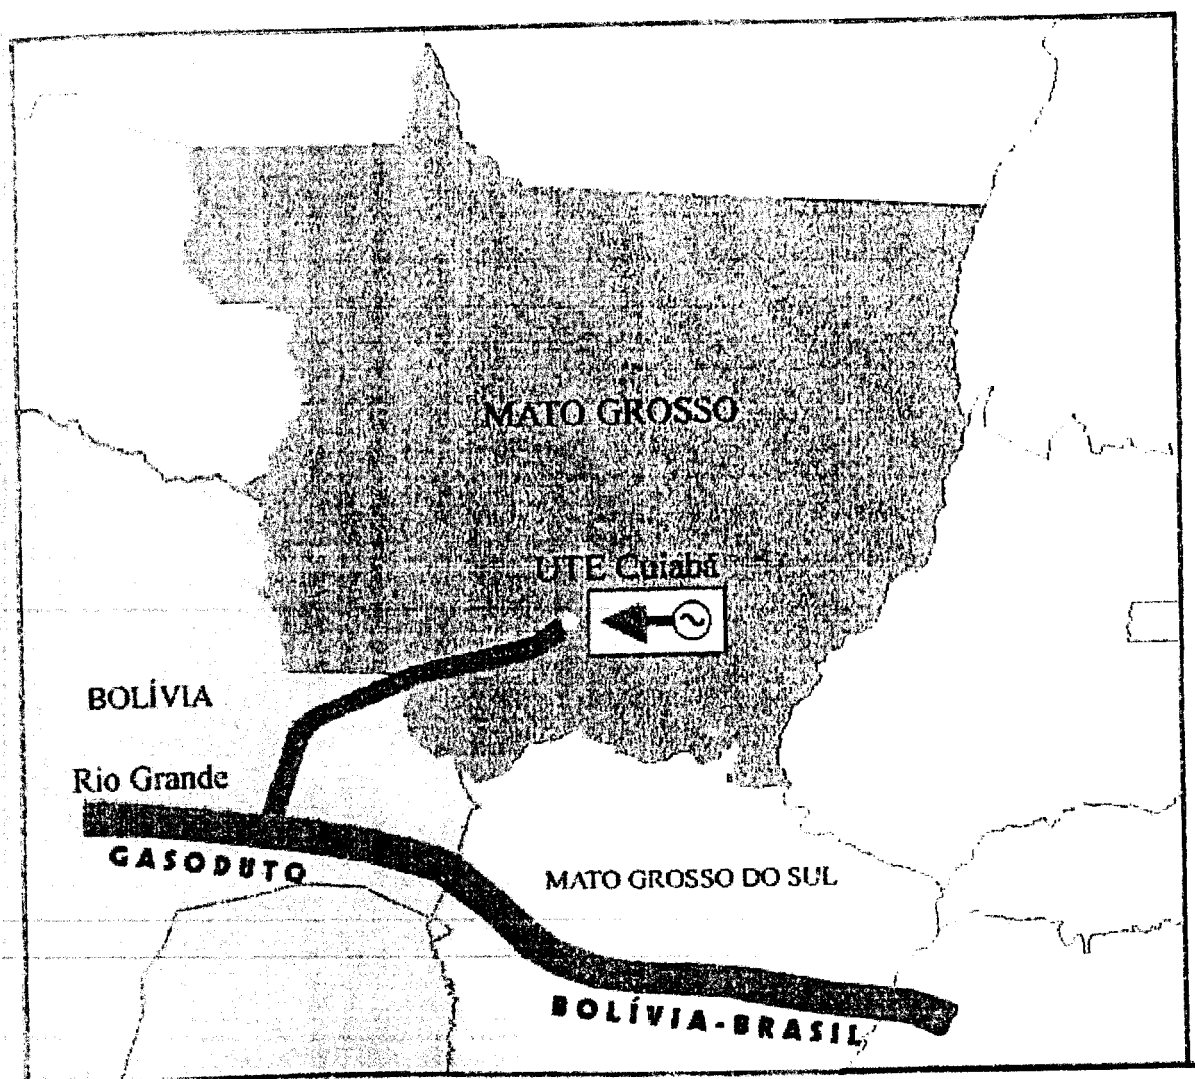 MATO GROSSO
UTE Cuiabá
BOLÍVIA
Rio Grande
GASODUTO
MATO GROSSO DO SUL
BOLÍVIA-BRASIL